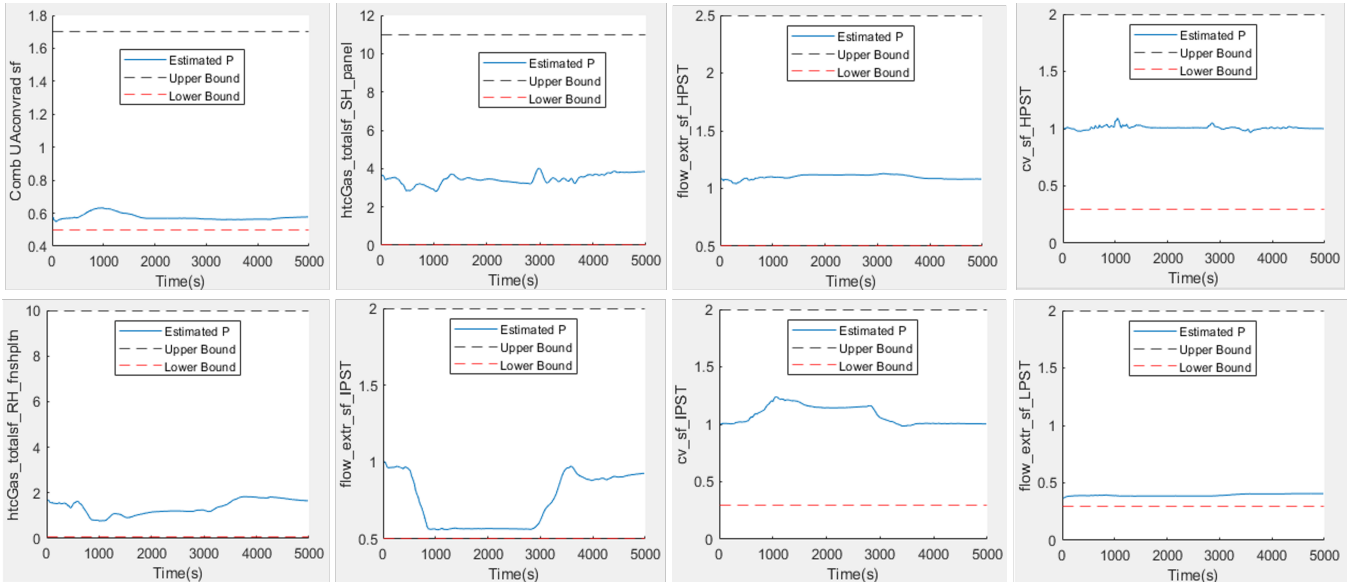 Comb UAconvrad sf
1.8
1.6
1.4
1.2
1
0.8
0.6
0.4
Estimated P
Upper Bound
Lower Bound
0 1000 2000 3000 4000 5000
Time(s)
htcGas_totalsf_SH_panel
12
10
8
6
4
2
0
Estimated P
Upper Bound
Lower Bound
0 1000 2000 3000 4000 5000
Time(s)
flow_extr_sf_HPST
2.5
2
1.5
1
0.5
Estimated P
Upper Bound
Lower Bound
0 1000 2000 3000 4000 5000
Time(s)
cv_sf_HPST
2
1.5
1
0.5
0
Estimated P
Upper Bound
Lower Bound
0 1000 2000 3000 4000 5000
Time(s)
htcGas_totalsf_RH_fnshpltn
10
8
6
4
2
0
Estimated P
Upper Bound
Lower Bound
0 1000 2000 3000 4000 5000
Time(s)
flow_extr_sf_IPST
2
1.5
1
0.5
Estimated P
Upper Bound
Lower Bound
0 1000 2000 3000 4000 5000
Time(s)
cv_sf_IPST
2
1.5
1
0.5
0
Estimated P
Upper Bound
Lower Bound
0 1000 2000 3000 4000 5000
Time(s)
flow_extr_sf_LPST
2
1.5
1
0.5
0
Estimated P
Upper Bound
Lower Bound
0 1000 2000 3000 4000 5000
Time(s)